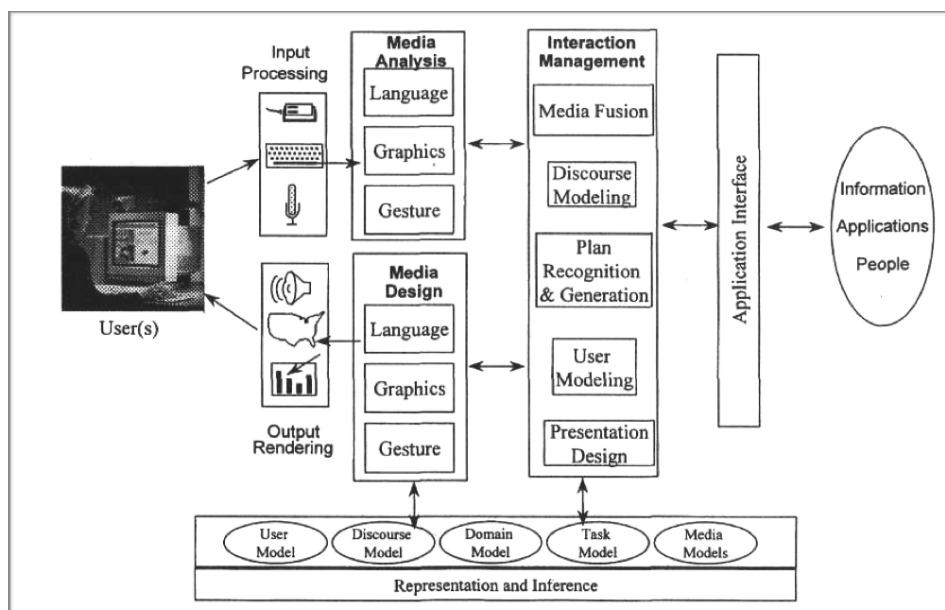 Input
Processing
Media
Analysis
Language
Graphics
Gesture
Interaction
Management
Media Fusion
Discourse
Modeling
Plan
Recognition
& Generation
User
Modeling
Presentation
Design
Application Interface
Information
Applications
People
User(s)
Media
Design
Language
Graphics
Gesture
Output
Rendering
User
Model
Discourse
Model
Domain
Model
Task
Model
Media
Models
Representation and Inference